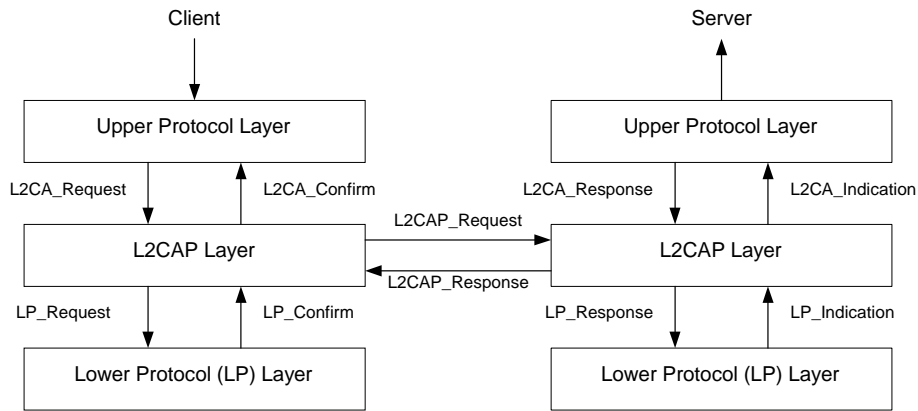 Client
Server
Upper Protocol Layer
Upper Protocol Layer
L2CA_Request
L2CA_Confirm
L2CA_Response
L2CA_Indication
L2CAP_Request
L2CAP Layer
L2CAP Layer
L2CAP_Response
LP_Request
LP_Confirm
LP_Response
LP_Indication
Lower Protocol (LP) Layer
Lower Protocol (LP) Layer